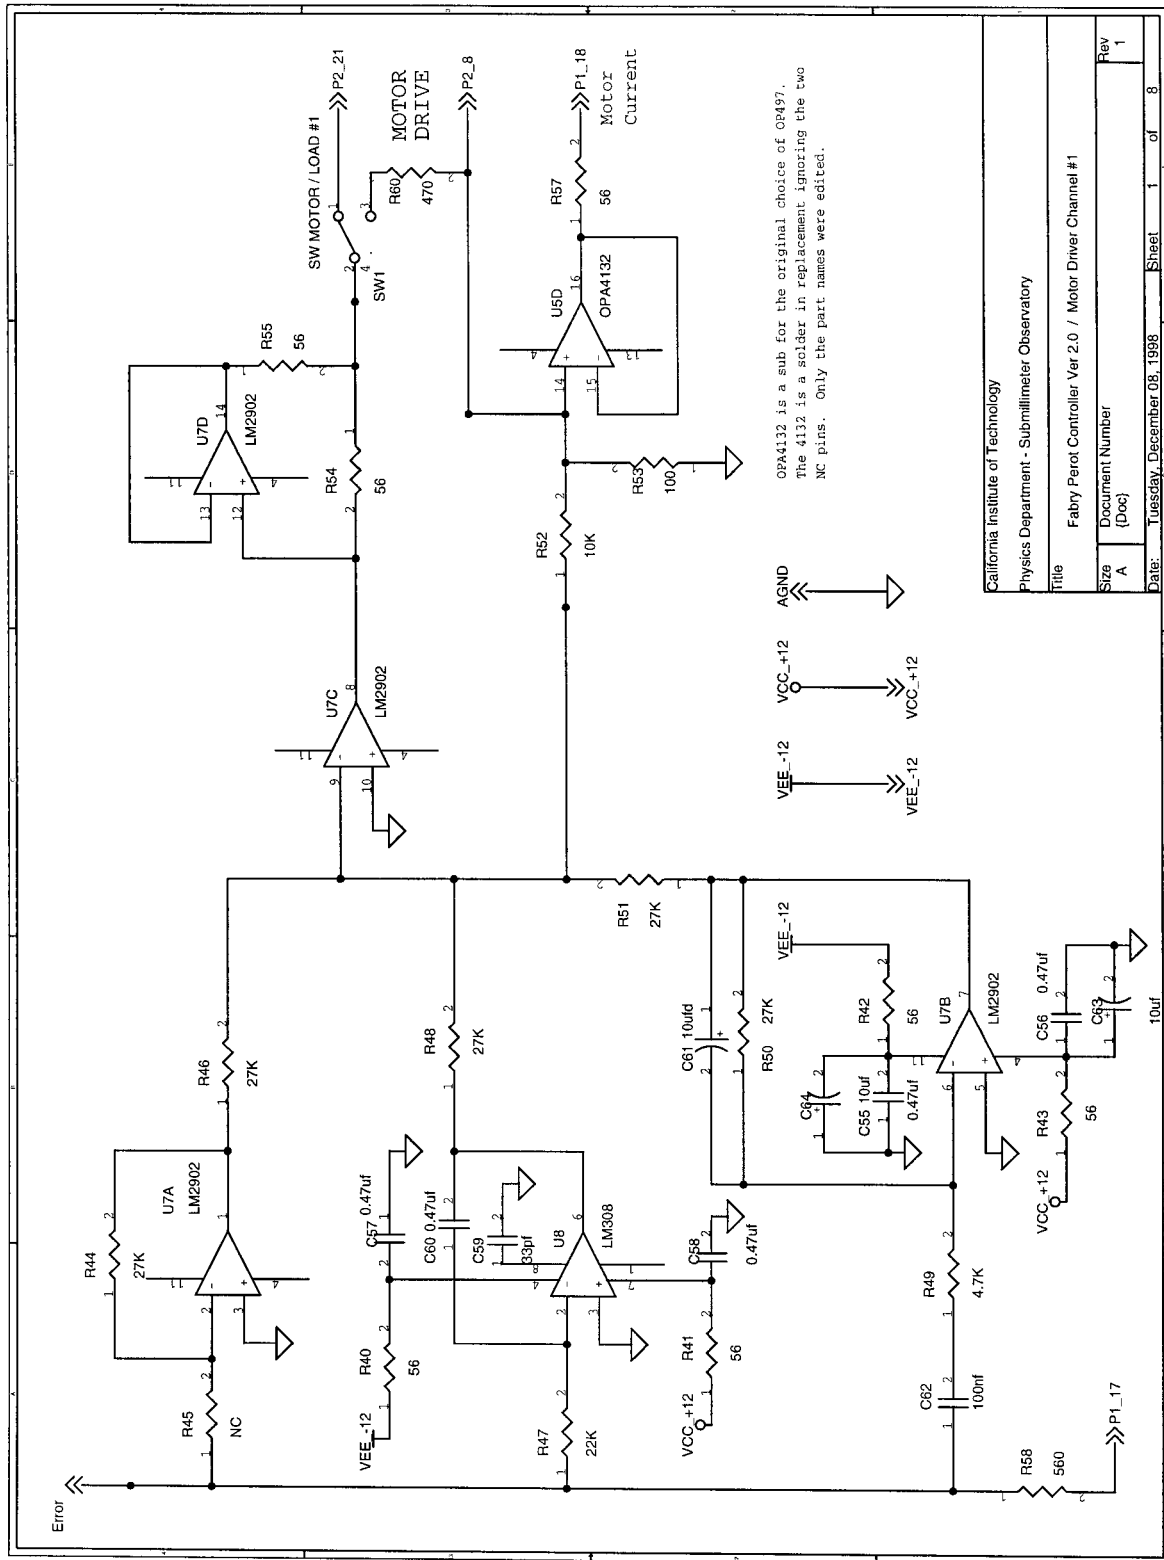 Error
R45
NC
R44
27K
U7A
LM2902
R46
27K
R47
22K
VEE_-12
R40
56
C57
0.47uf
C60 0.47uf
C59
33pf
U8
LM308
R48
27K
VCC_+12
R41
56
C58
0.47uf
C62
100nf
R49
4.7K
R58
560
P1_17
C61 10ufd
27K
R50
C64
C55 10uf
0.47uf
R42
56
VEE_-12
U7B
LM2902
VCC_+12
R43
56
C56
0.47uf
C63
10uf
R51
27K
U7C
LM2902
U7D
LM2902
R54
56
R55
56
SW MOTOR / LOAD #1
SW1
P2_21
MOTOR
DRIVE
R60
470
P2_8
R52
10K
R53
100
U5D
OPA4132
R57
56
P1_18
Motor
Current
VEE_-12
VEE_-12
VCC_+12
VCC_+12
AGND
OPA4132 is a sub for the original choice of OP497.
The 4132 is a solder in replacement ignoring the two
NC pins. Only the part names were edited.
California Institute of Technology
Physics Department - Submillimeter Observatory
Title
Fabry Perot Controller Ver 2.0 / Motor Driver Channel #1
Size
A
Document Number
{Doc}
Rev
1
Date: Tuesday, December 08, 1998 Sheet 1 of 8